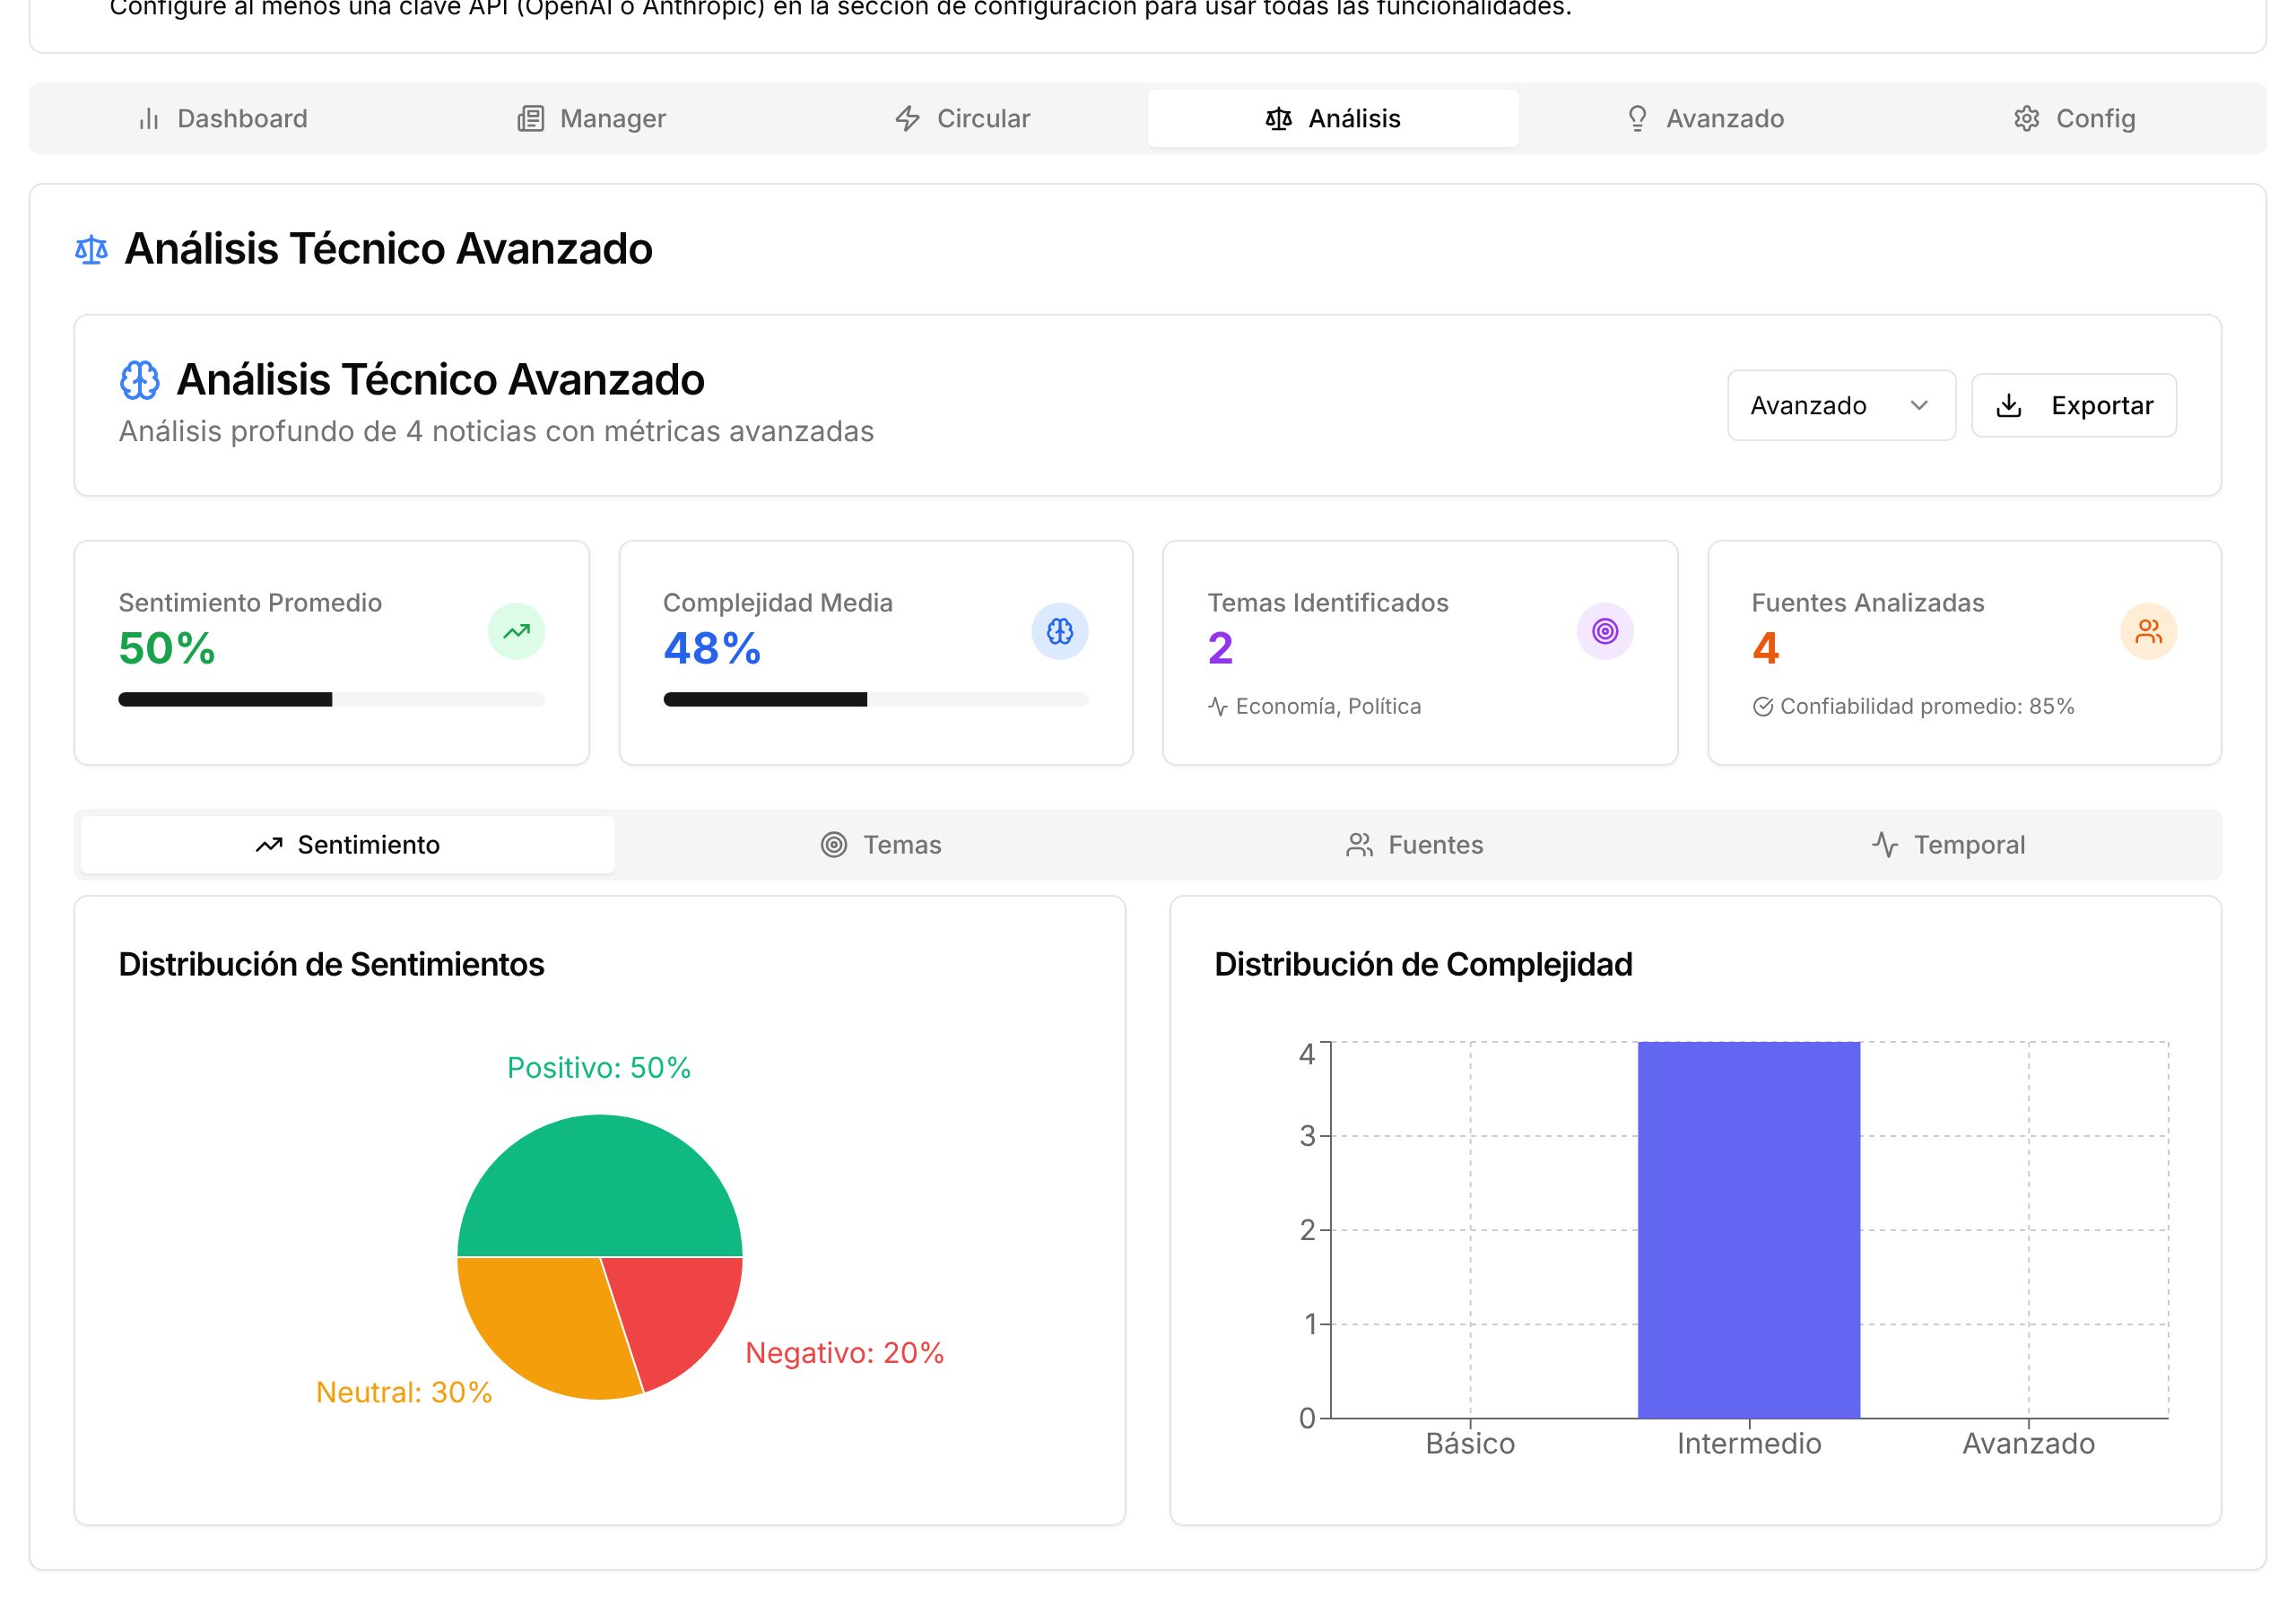 Configure al menos una clave API (OpenAI o Anthropic) en la sección de configuración para usar todas las funcionalidades.
Dashboard
Manager
Circular
Análisis
Avanzado
Config
Análisis Técnico Avanzado
Análisis Técnico Avanzado
Análisis profundo de 4 noticias con métricas avanzadas
Avanzado
Exportar
Sentimiento Promedio
50%
Complejidad Media
48%
Temas Identificados
2
Economía, Política
Fuentes Analizadas
4
Confiabilidad promedio: 85%
Sentimiento
Temas
Fuentes
Temporal
Distribución de Sentimientos
Positivo: 50%
Negativo: 20%
Neutral: 30%
Distribución de Complejidad
4
3
2
1
0
Básico
Intermedio
Avanzado